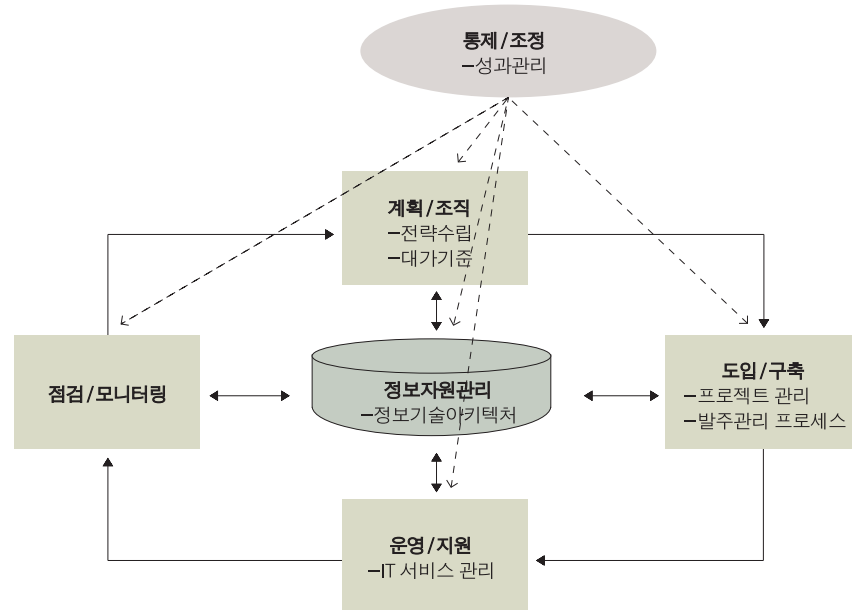 통제/조정
–성과관리
계획/조직
–전략수립
–대가기준
점검/모니터링
정보자원관리
–정보기술아키텍처
도입/구축
–프로젝트 관리
–발주관리 프로세스
운영/지원
–IT 서비스 관리